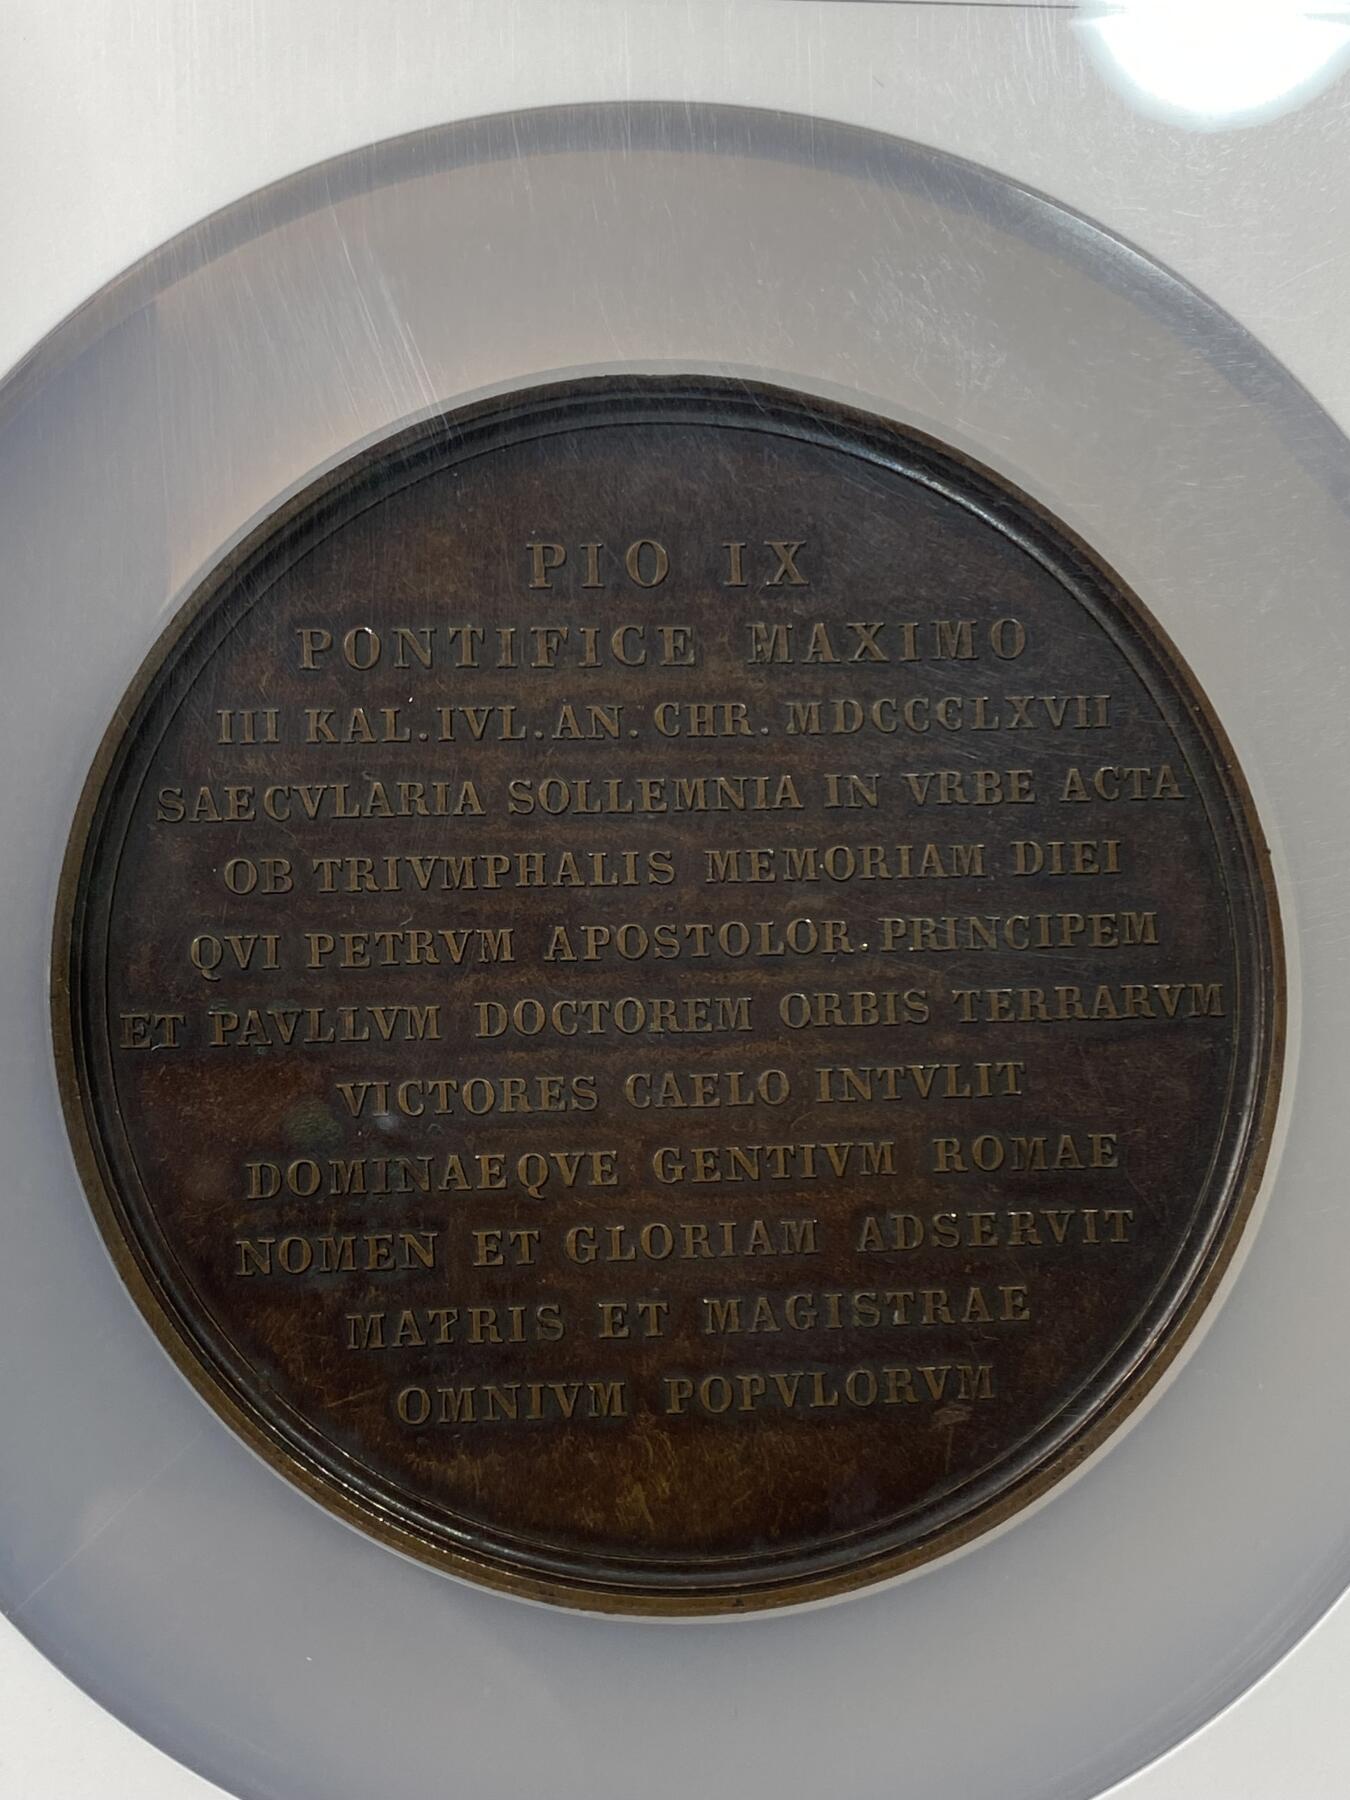 PIO IX
PONTIFICE MAXIMO
III KAL.IVL.AN.CHR.MDCCCLXVII
SAECVLARIA SOLLEMNIA IN VRBE ACTA
OB TRIVMPHALIS MEMORIAM DIEI
QVI PETRVM APOSTOLOR.PRINCIPEM
ET PAVLLVM DOCTOREM ORBIS TERRARVM
VICTORES CAELO INTVLIT
DOMINAEQVE GENTIVM ROMAE
NOMEN ET GLORIAM ADSERVIT
MATRIS ET MAGISTRAE
OMNIVM POPVLORVM